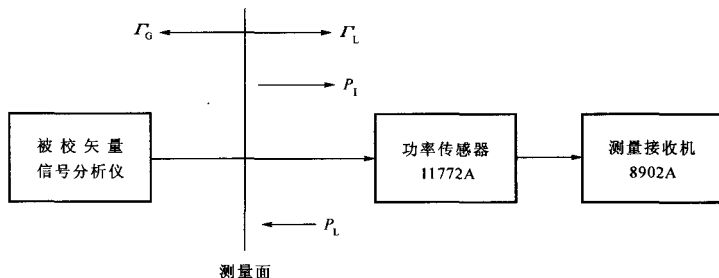 Γ_G Γ_L
P_I
被校矢量
信号分析仪
功率传感器
11772A
测量接收机
8902A
P_L
测量面